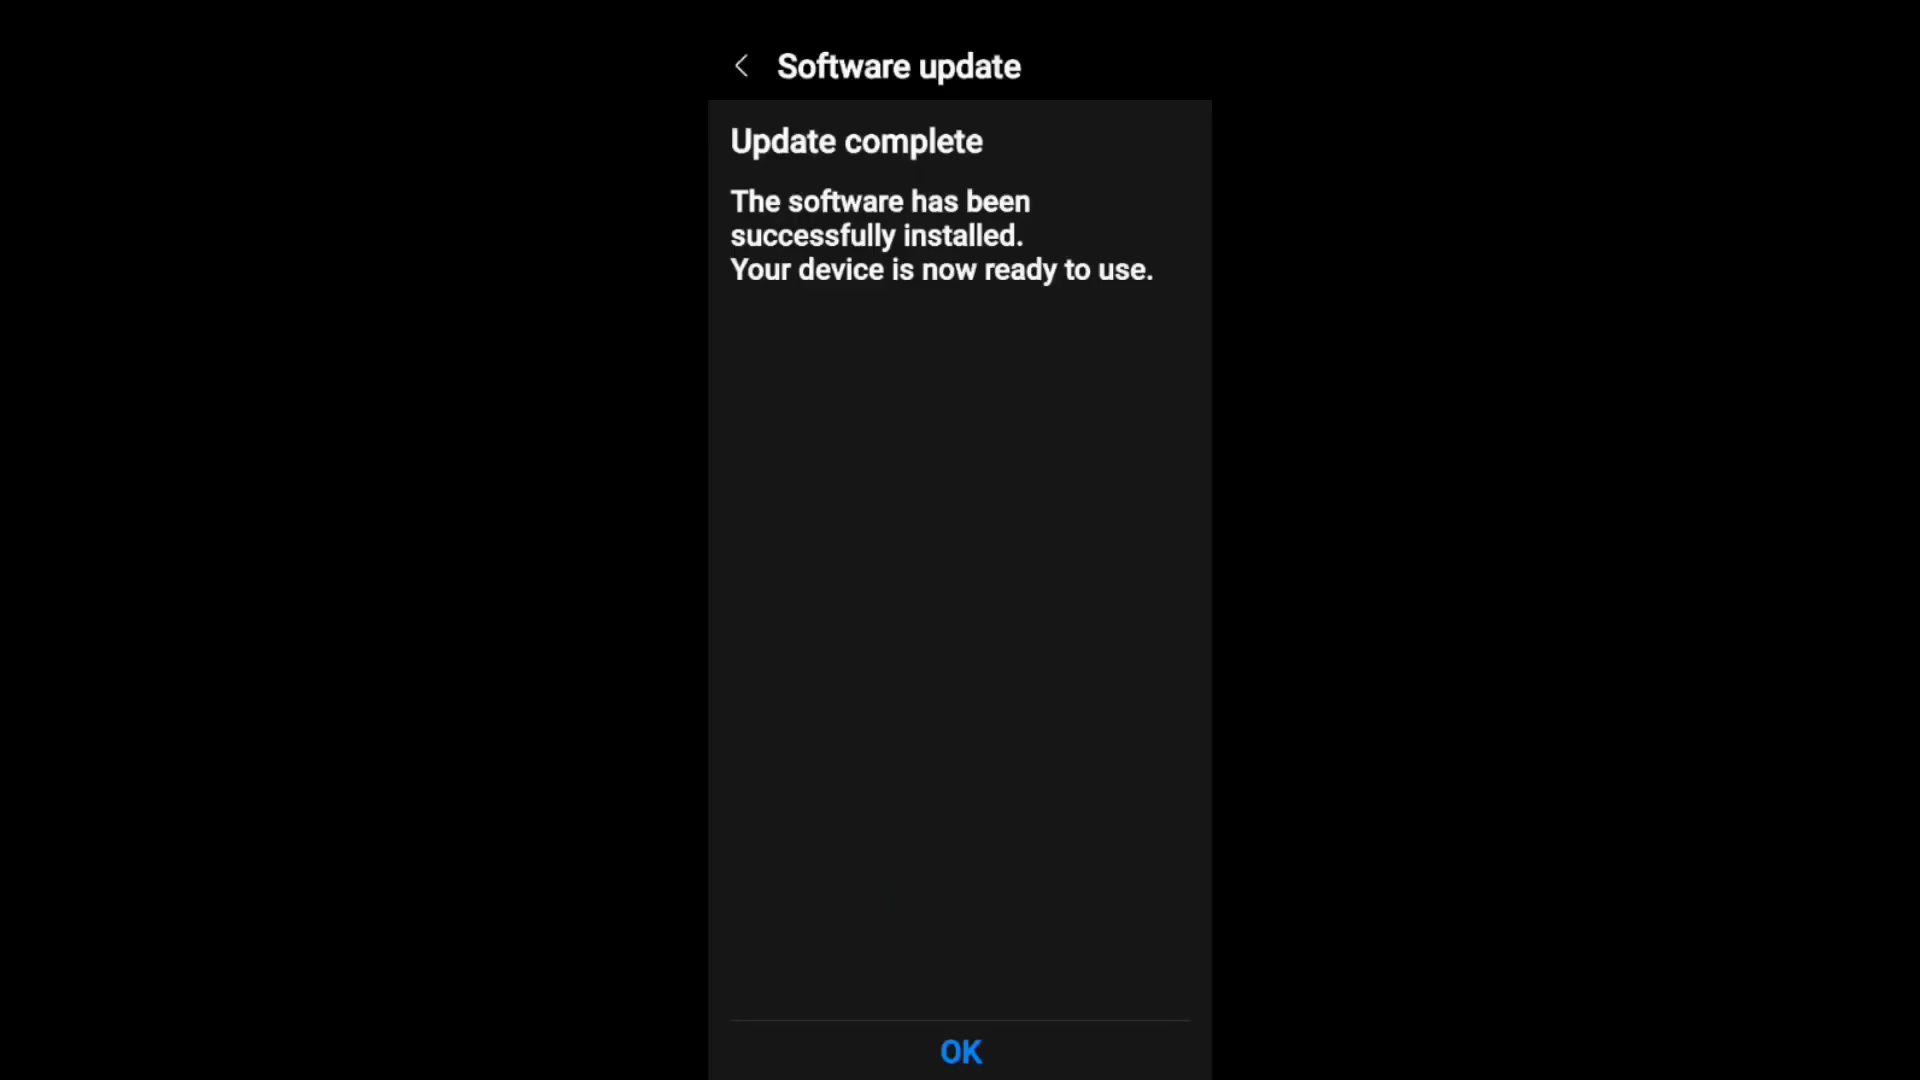 Software update
Update complete
The software has been
successfully installed.
Your device is now ready to use.
OK